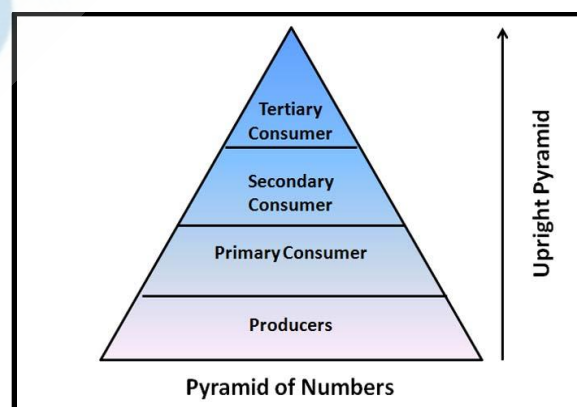 Tertiary
Consumer
Secondary
Consumer
Primary Consumer
Producers
Pyramid of Numbers
Upright Pyramid